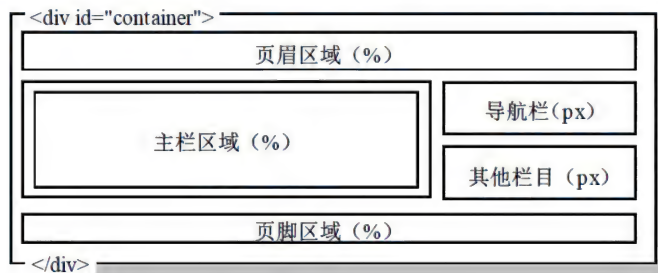 <div id="container">
页眉区域（%）
主栏区域（%）
导航栏(px)
其他栏目（px）
页脚区域（%）
</div>